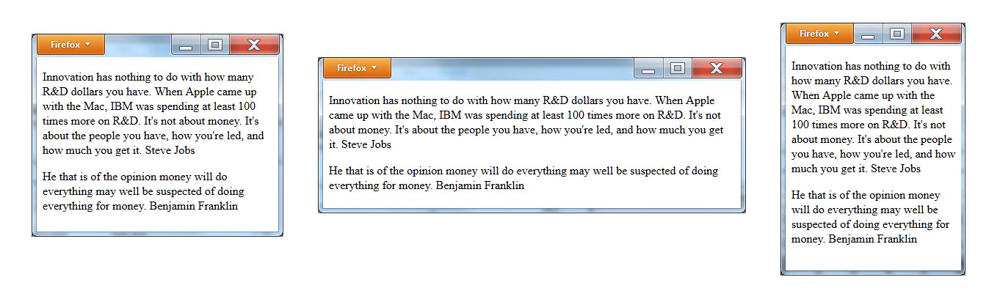 Firefox
Innovation has nothing to do with how many
R&D dollars you have. When Apple came up
with the Mac, IBM was spending at least 100
times more on R&D. It's not about money. It's
about the people you have, how you're led, and
how much you get it. Steve Jobs
He that is of the opinion money will do
everything may well be suspected of doing
everything for money. Benjamin Franklin
Firefox
Innovation has nothing to do with how many R&D dollars you have. When Apple
came up with the Mac, IBM was spending at least 100 times more on R&D. It's not
about money. It's about the people you have, how you're led, and how much you get
it. Steve Jobs
He that is of the opinion money will do everything may well be suspected of doing
everything for money. Benjamin Franklin
Firefox
Innovation has nothing to do with
how many R&D dollars you have.
When Apple came up with the
Mac, IBM was spending at least
100 times more on R&D. It's not
about money. It's about the people
you have, how you're led, and how
much you get it. Steve Jobs
He that is of the opinion money
will do everything may well be
suspected of doing everything for
money. Benjamin Franklin